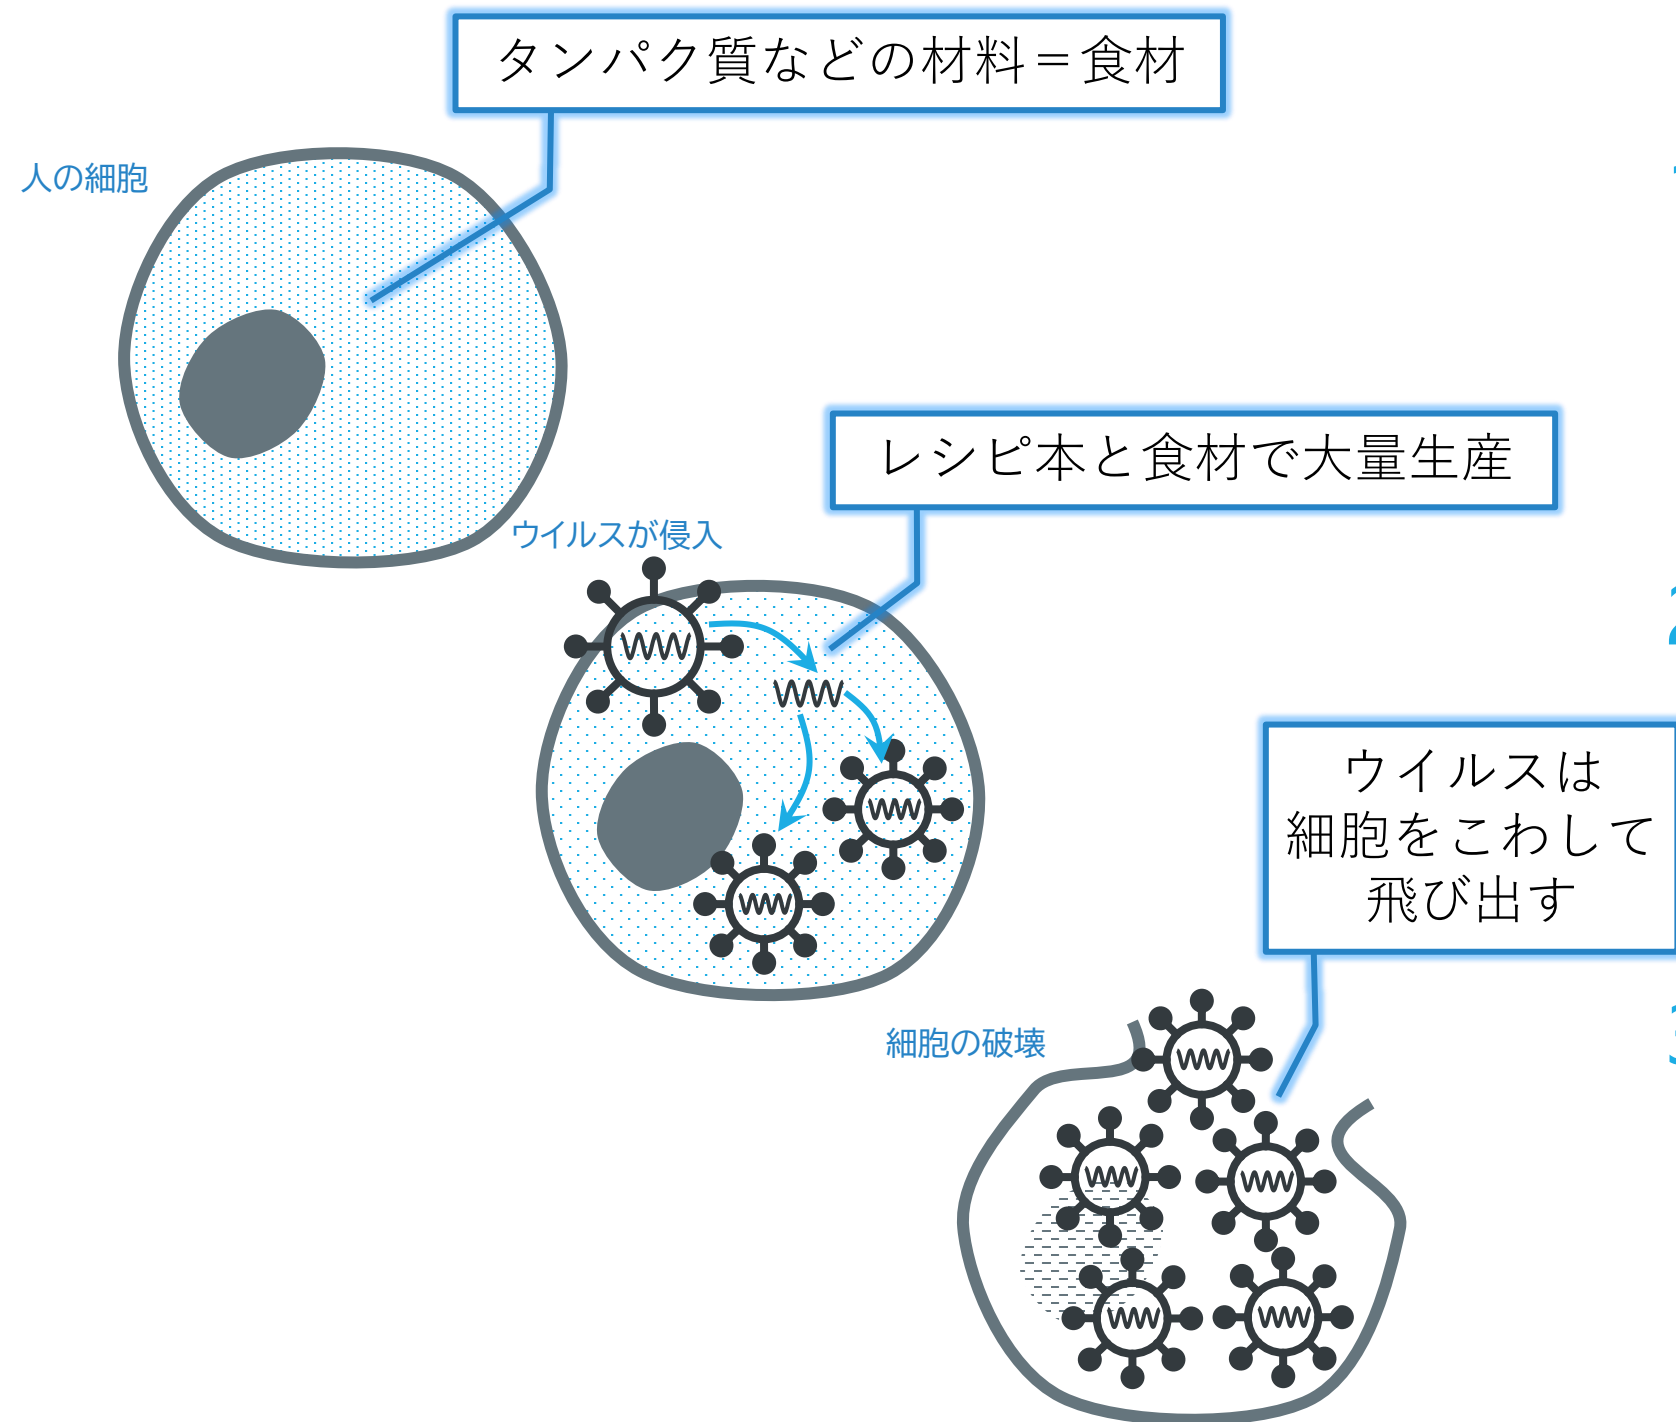 タンパク質などの材料＝食材
人の細胞
レシピ本と食材で大量生産
ウイルスが侵入
ウイルスは
細胞をこわして
飛び出す
細胞の破壊